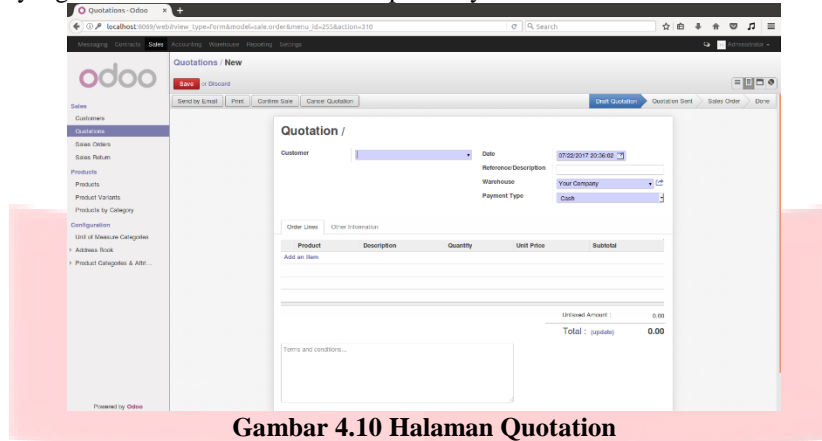 Quotations - Odoo
localhost:8069/web#view_type=form&model=sale.order&menu_id=255&action=310
Search
Messaging Contracts Sales Accounting Warehouse Reporting Settings
Administrator
odoo
Quotations / New
Save or Discard
Send by Email Print Confirm Sale Cancel Quotation
Draft Quotation Quotation Sent Sales Order Done
Sales
Customers
Quotations
Sales Orders
Sales Return
Products
Products
Product Variants
Products by Category
Configuration
Unit of Measure Categories
Address Book
Product Categories & Attri...
Powered by Odoo
Quotation /
Customer
Date 07/22/2017 20:36:02
Reference/Description
Warehouse Your Company
Payment Type Cash
Order Lines Other Information
Product Description Quantity Unit Price Subtotal
Add an item
Untaxed Amount : 0.00
Total : (update) 0.00
Terms and conditions...
Gambar 4.10 Halaman Quotation